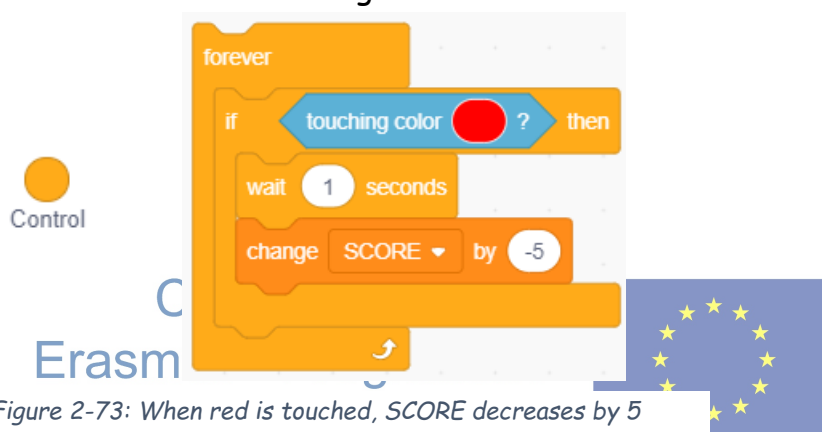 forever
if touching color ? then
wait 1 seconds
Control
change SCORE by -5
Erasm
Figure 2-73: When red is touched, SCORE decreases by 5